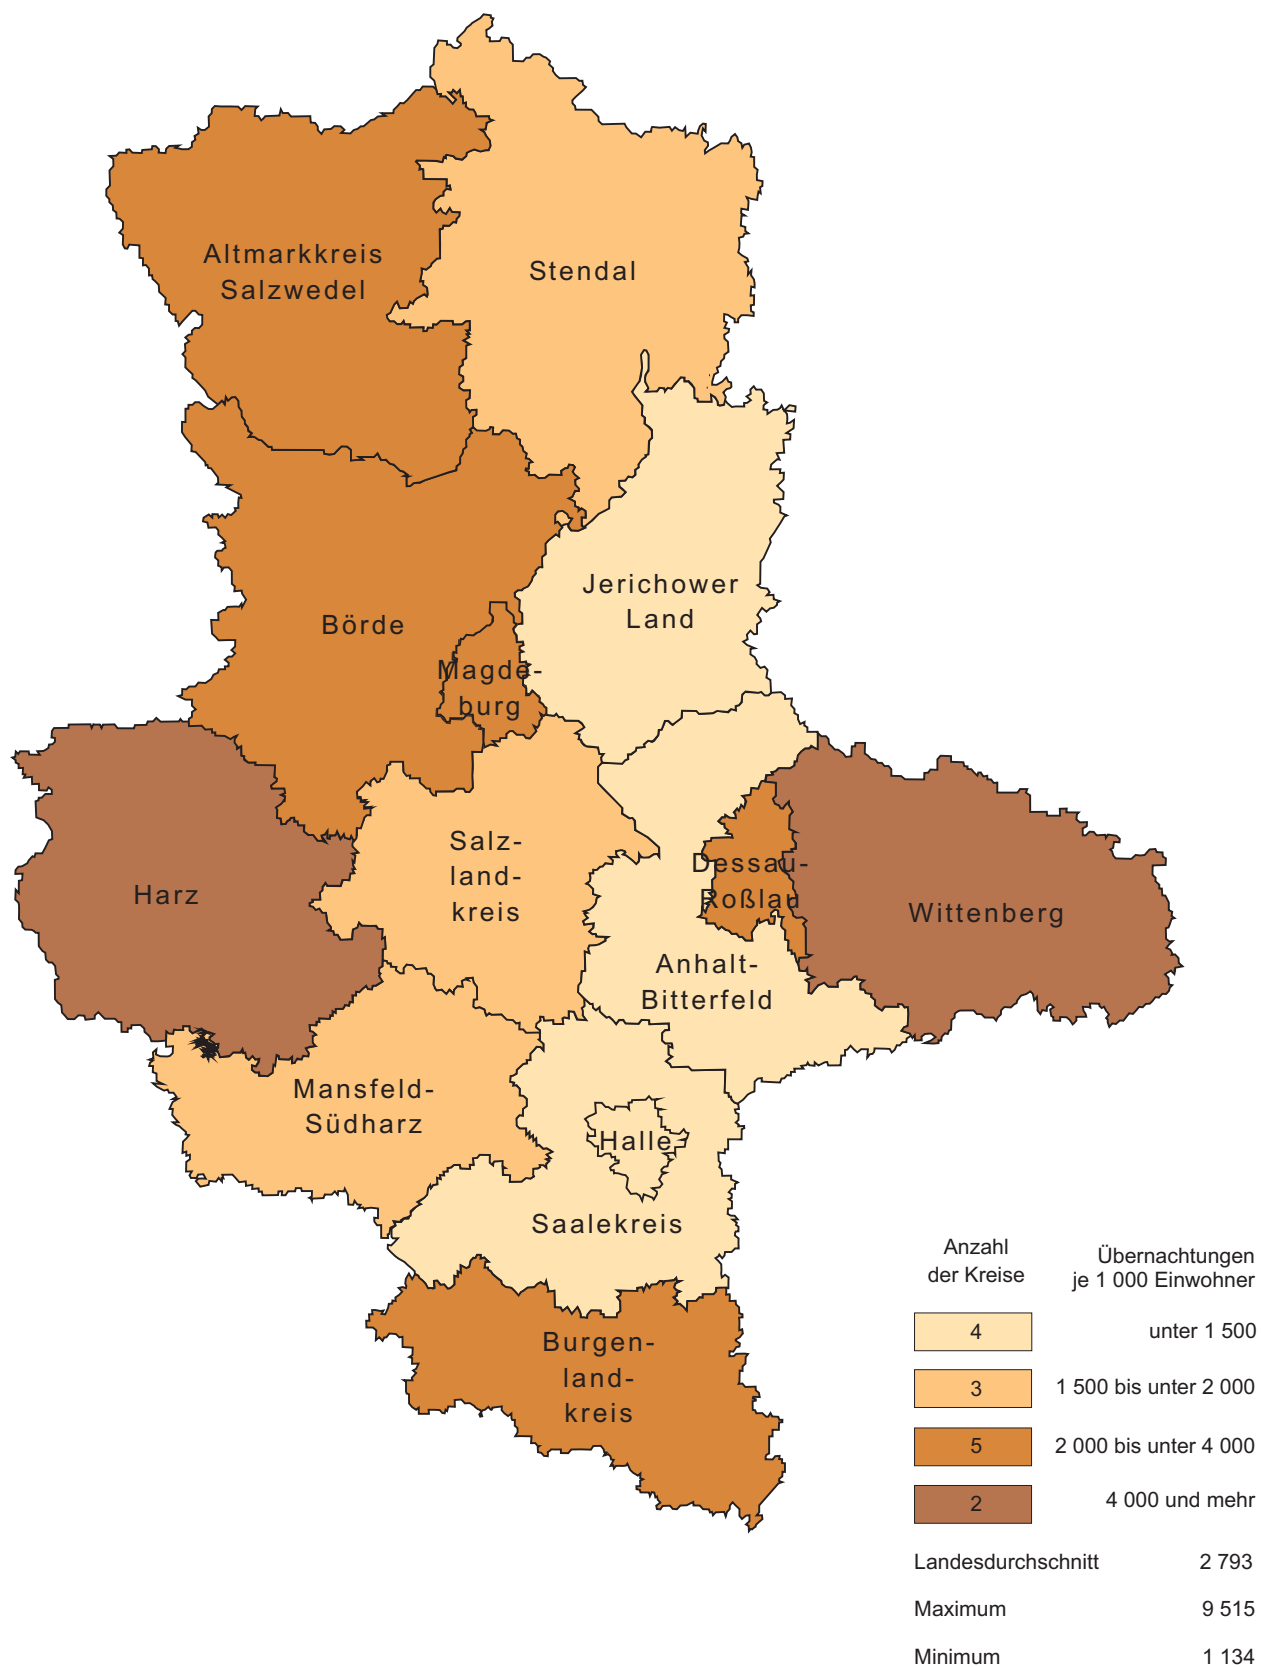 Altmarkkreis
Salzwedel
Stendal
Jerichower
Land
Börde
Magde-
burg
Salz-
land-
kreis
Harz
Dessau-
Roßlau
Wittenberg
Anhalt-
Bitterfeld
Mansfeld-
Südharz
Halle
Saalekreis
Burgen-
land-
kreis
Anzahl
der Kreise
Übernachtungen
je 1 000 Einwohner
4 unter 1 500
3 1 500 bis unter 2 000
5 2 000 bis unter 4 000
2 4 000 und mehr
Landesdurchschnitt 2 793
Maximum 9 515
Minimum 1 134